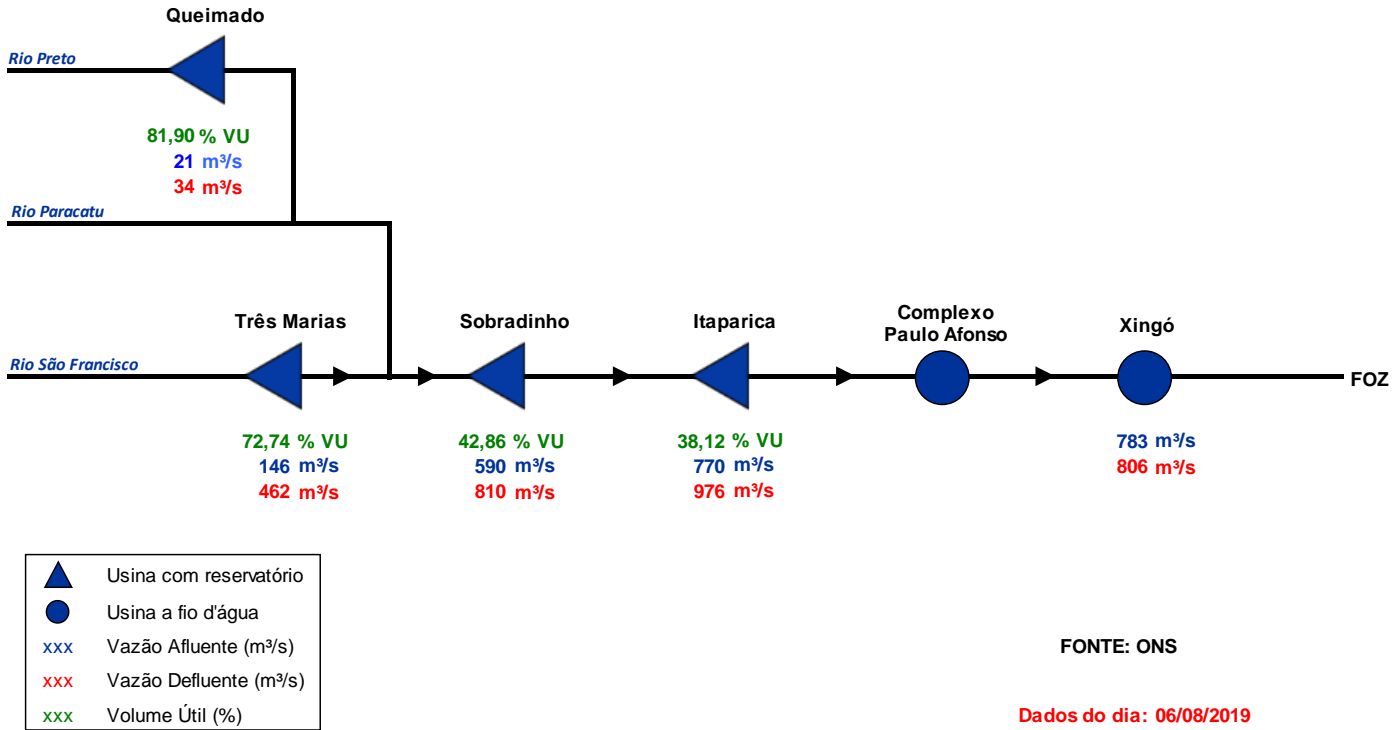 Queimado
Rio Preto
81,90 % VU
21 m³/s
34 m³/s
Rio Paracatu
Três Marias
Sobradinho
Itaparica
Complexo
Paulo Afonso
Xingó
Rio São Francisco
FOZ
72,74 % VU
146 m³/s
462 m³/s
42,86 % VU
590 m³/s
810 m³/s
38,12 % VU
770 m³/s
976 m³/s
783 m³/s
806 m³/s
Usina com reservatório
Usina a fio d'água
xxx Vazão Afluente (m³/s)
xxx Vazão Defluente (m³/s)
xxx Volume Útil (%)
FONTE: ONS
Dados do dia: 06/08/2019